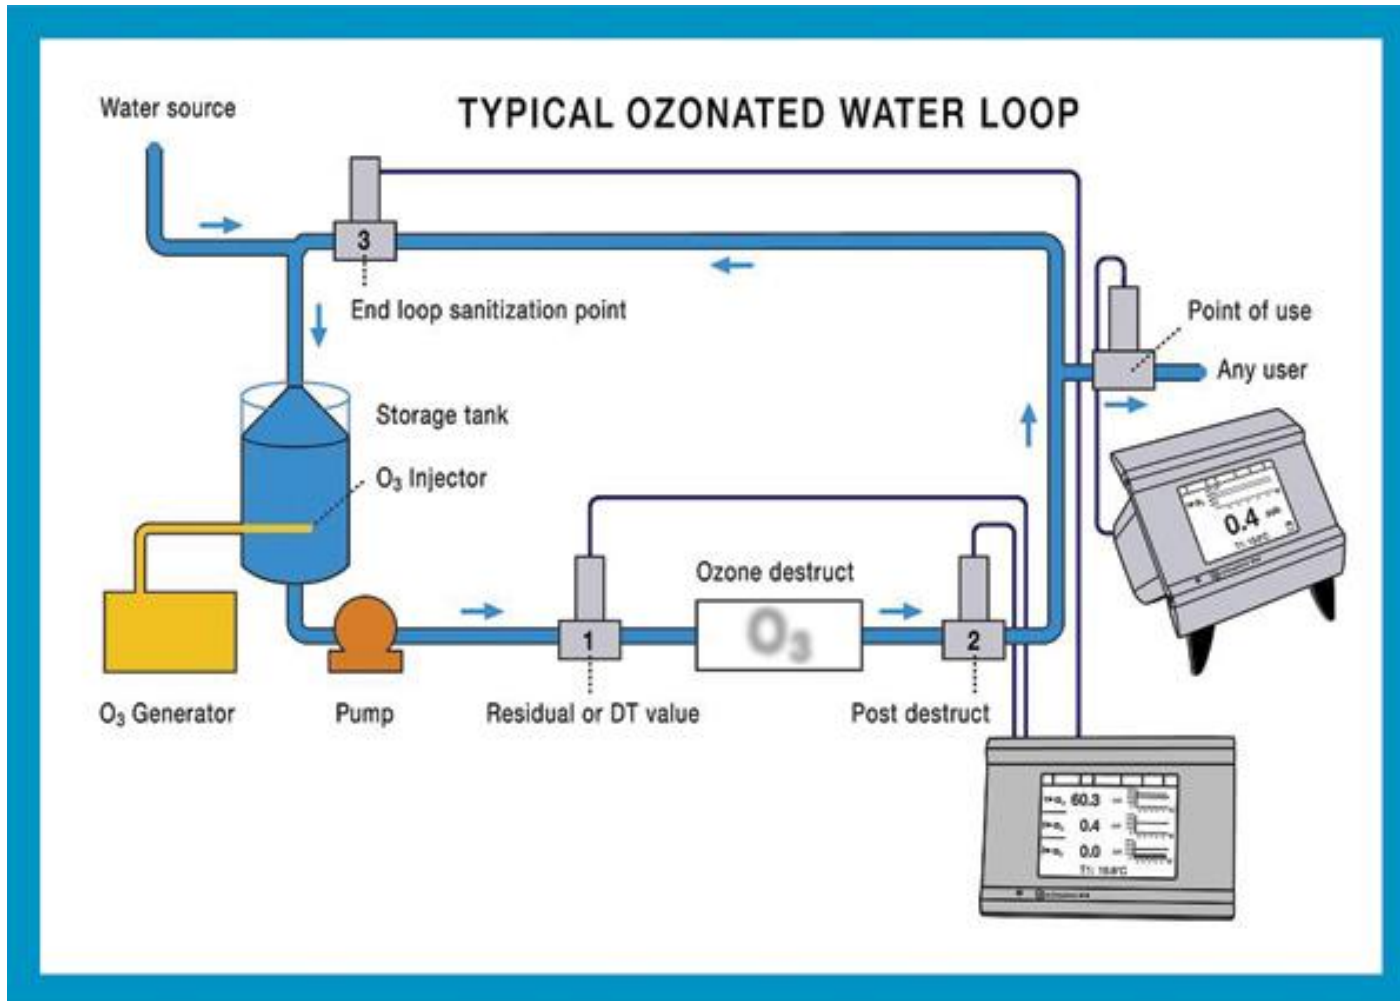 Water source
TYPICAL OZONATED WATER LOOP
3
End loop sanitization point
Point of use
Any user
Storage tank
O₃ Injector
0.4
Ozone destruct
O₃
1
2
O₃ Generator
Pump
Residual or DT value
Post destruct
60.3
0.4
0.0